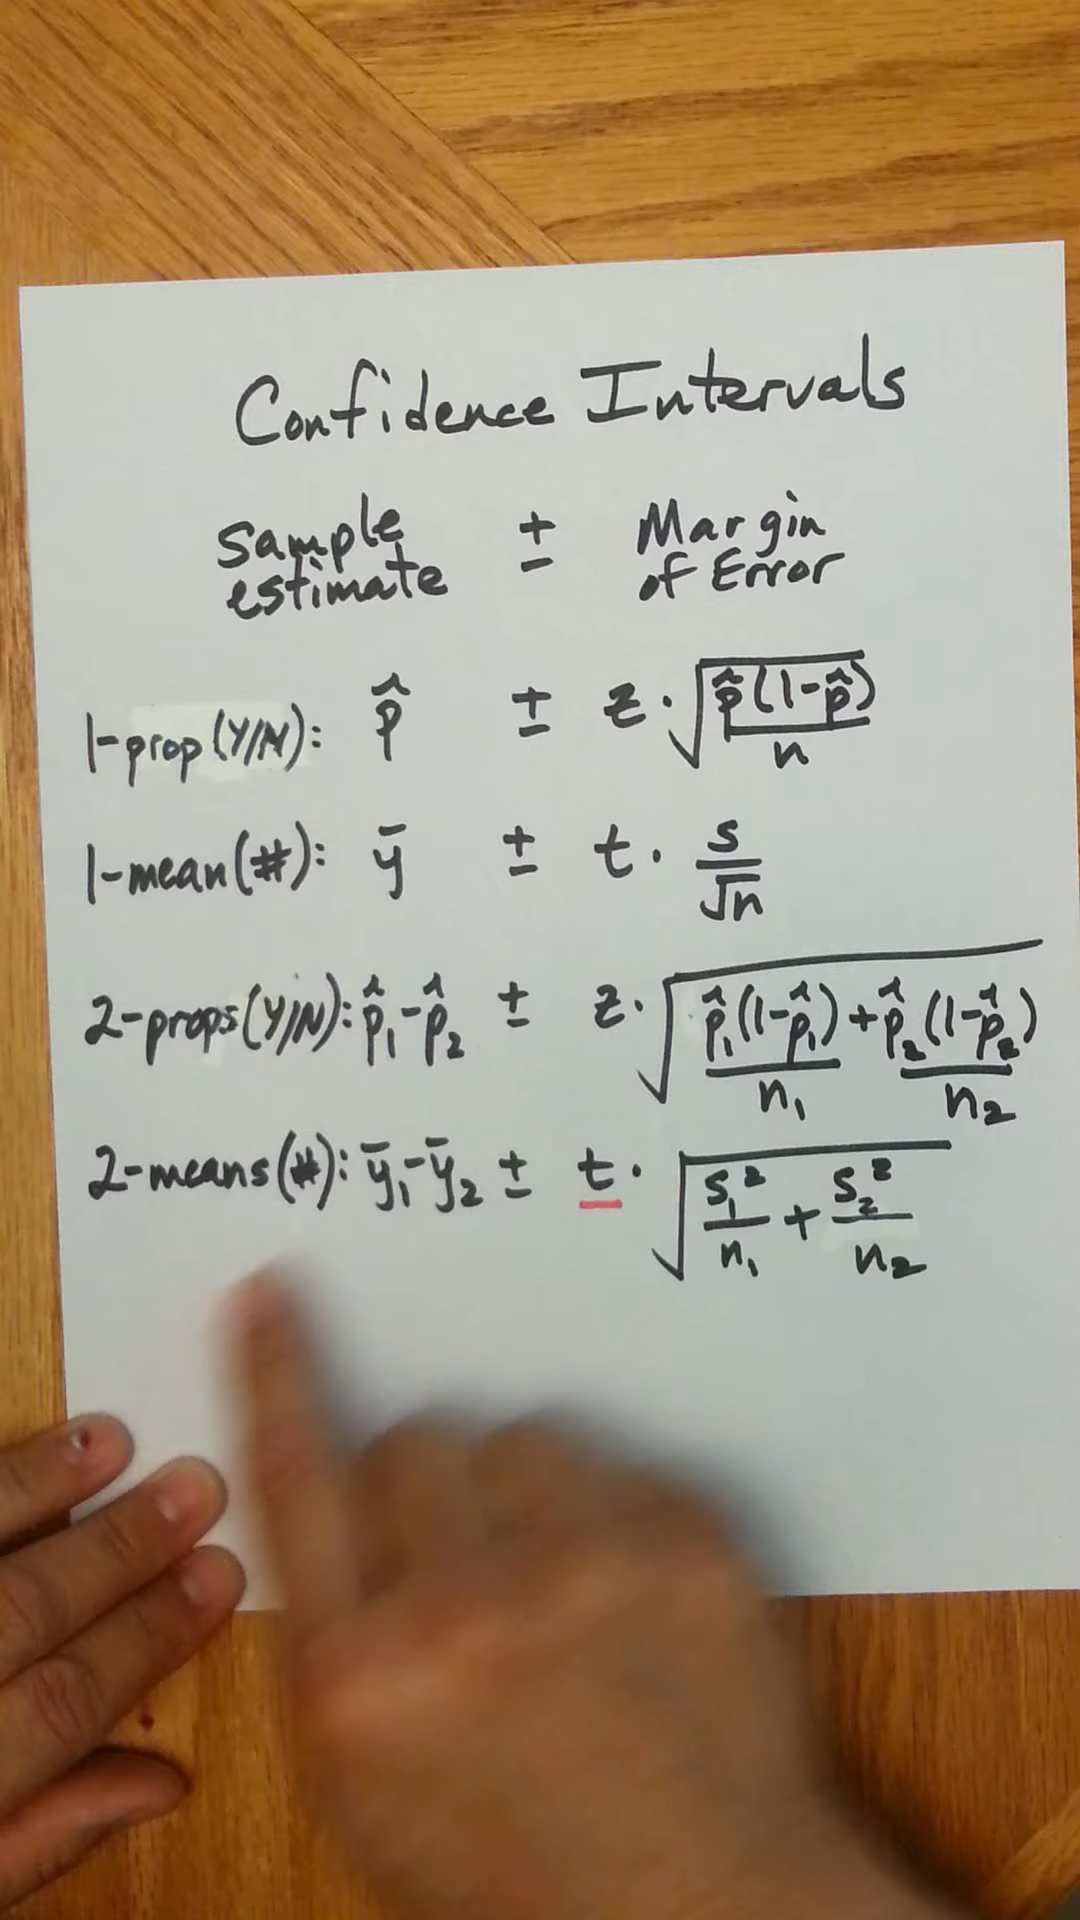 Confidence Intervals
sample estimate ± Margin of Error
1-prop (Y/N): p̂ ± z·√(p̂(1-p̂)/n)
1-mean(#): ȳ ± t· s/√n
2-props(Y/N): p̂₁-p̂₂ ± z·√(p̂₁(1-p̂₁)/n₁ + p̂₂(1-p̂₂)/n₂)
2-means(#): ȳ₁-ȳ₂ ± t·√(s₁²/n₁ + s₂²/n₂)